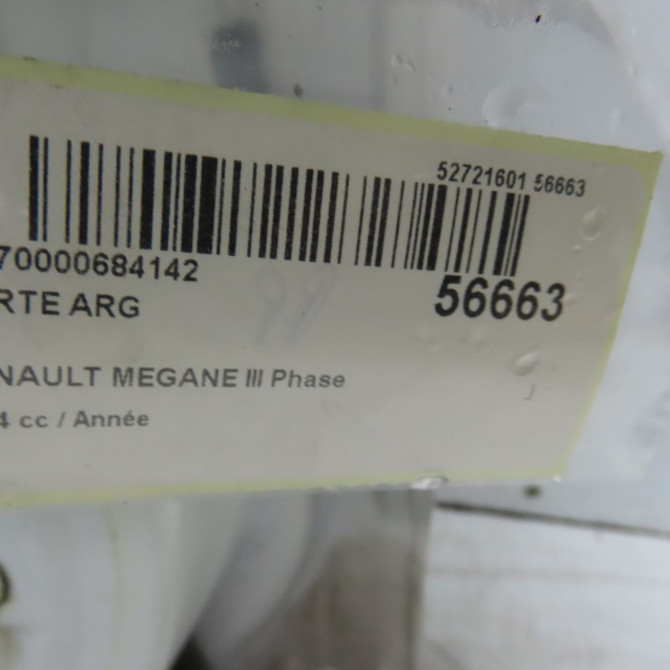 52721601 56663
70000684142
56663
RTE ARG
NAULT MEGANE III Phase
4 cc / Année